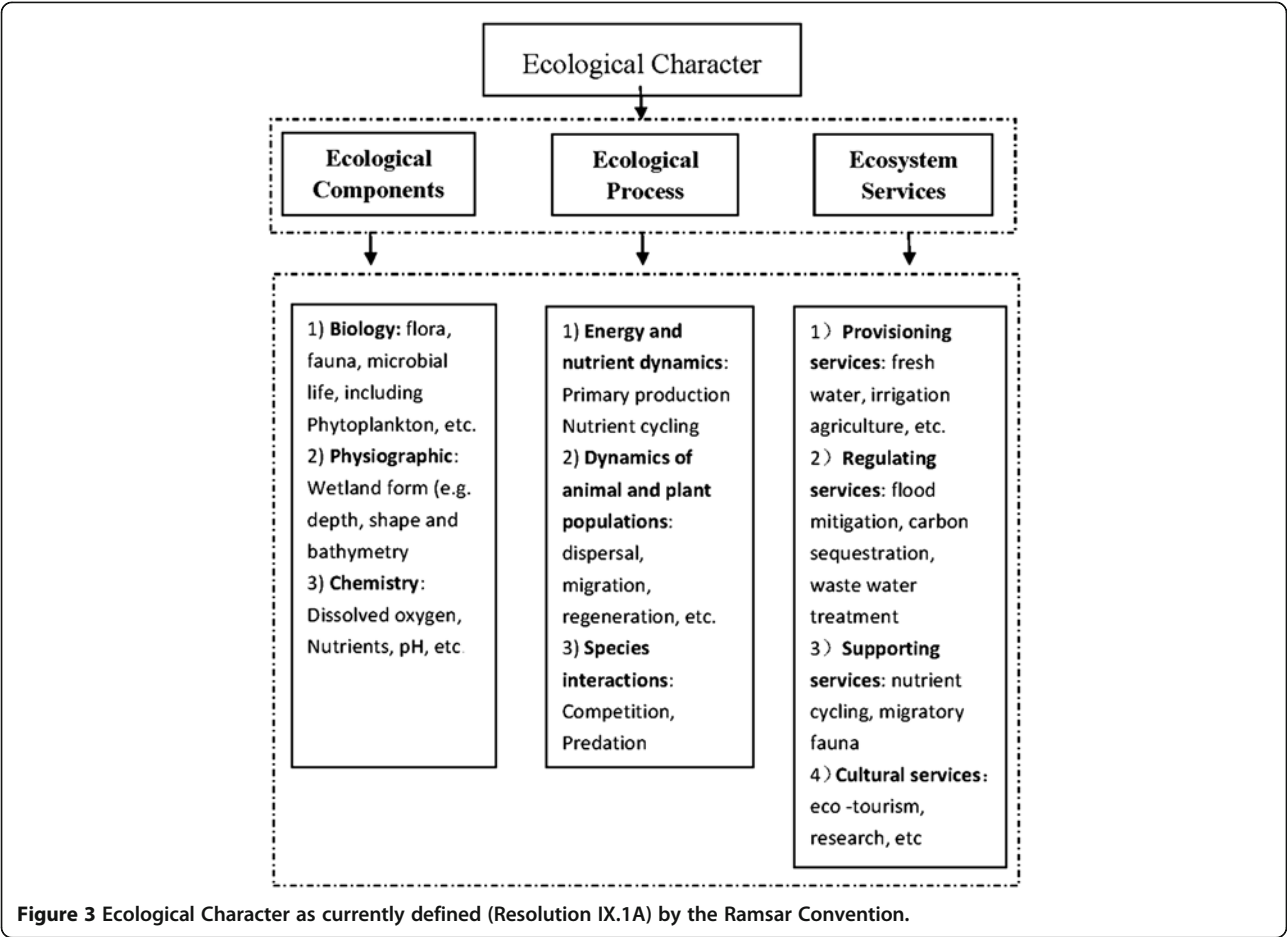 Ecological Character
Ecological
Components
Ecological
Process
Ecosystem
Services
1) Biology: flora,
fauna, microbial
life, including
Phytoplankton, etc.
2) Physiographic:
Wetland form (e.g.
depth, shape and
bathymetry
3) Chemistry:
Dissolved oxygen,
Nutrients, pH, etc.
1) Energy and
nutrient dynamics:
Primary production
Nutrient cycling
2) Dynamics of
animal and plant
populations:
dispersal,
migration,
regeneration, etc.
3) Species
interactions:
Competition,
Predation
1）Provisioning
services: fresh
water, irrigation
agriculture, etc.
2）Regulating
services: flood
mitigation, carbon
sequestration,
waste water
treatment
3）Supporting
services: nutrient
cycling, migratory
fauna
4）Cultural services：
eco -tourism,
research, etc
Figure 3 Ecological Character as currently defined (Resolution IX.1A) by the Ramsar Convention.